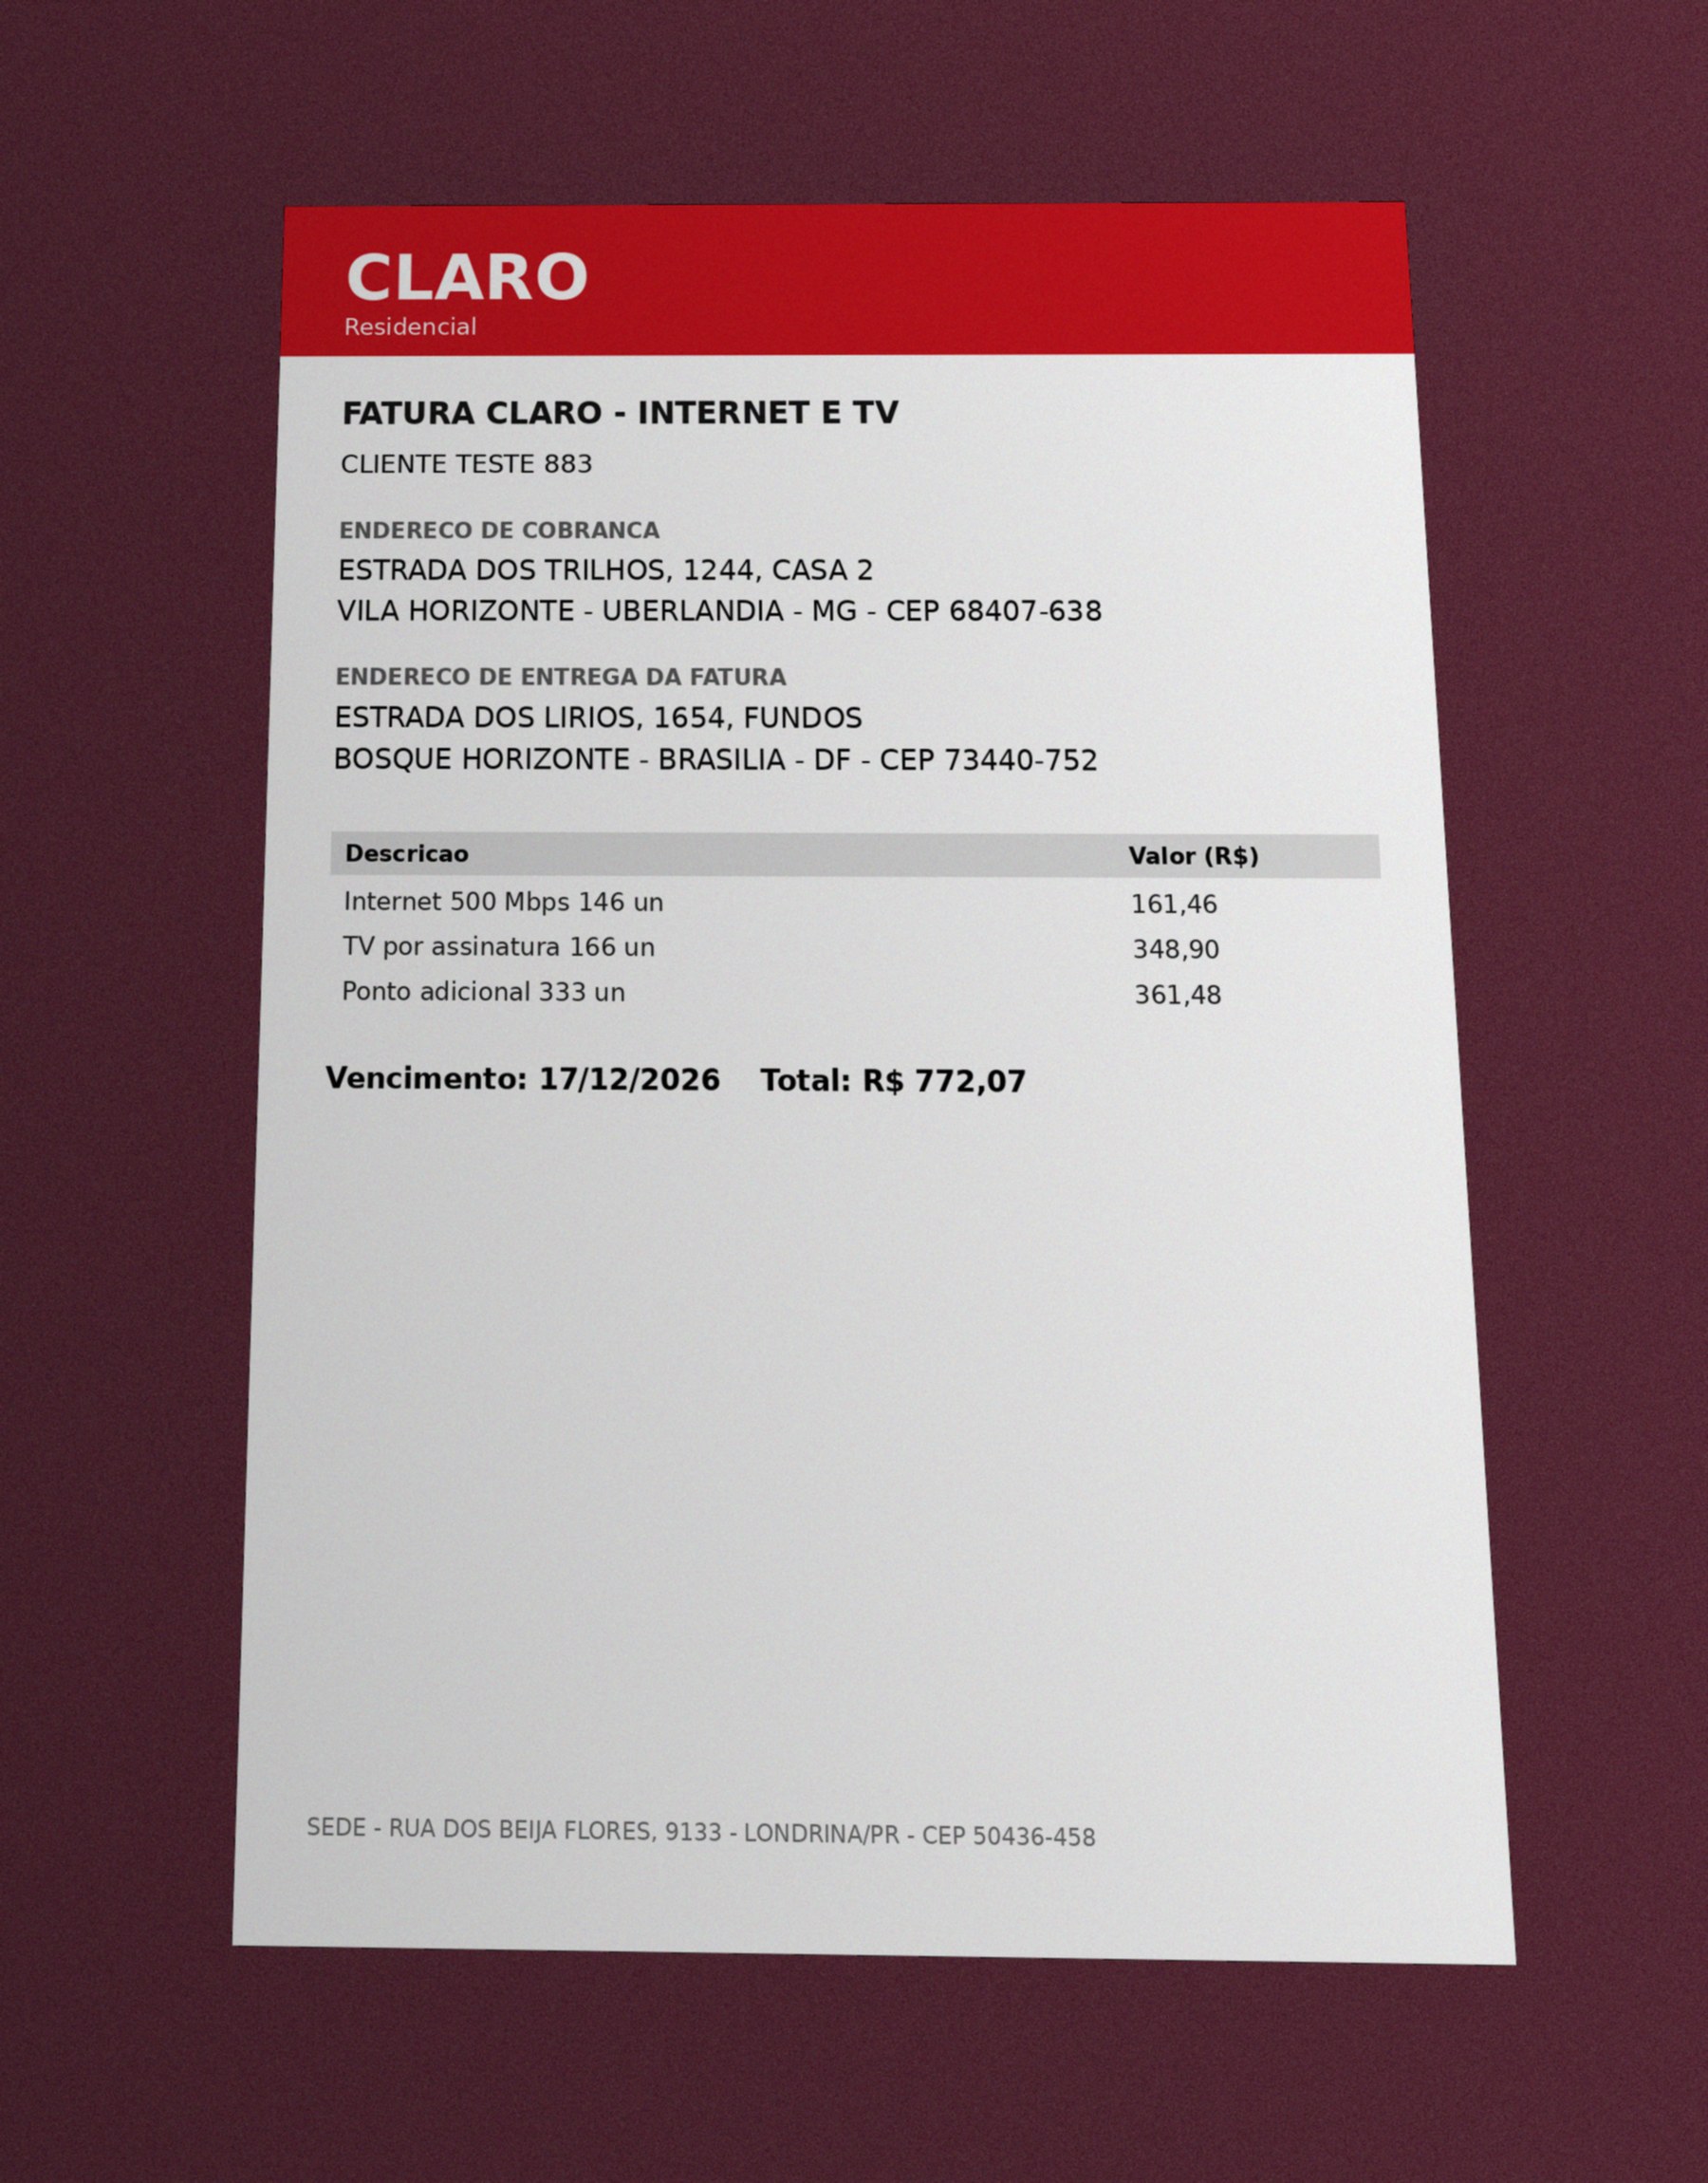 CLARO
Residencial
FATURA CLARO - INTERNET E TV
CLIENTE TESTE 883
ENDERECO DE COBRANCA
ESTRADA DOS TRILHOS, 1244, CASA 2
VILA HORIZONTE - UBERLANDIA - MG - CEP 68407-638
ENDERECO DE ENTREGA DA FATURA
ESTRADA DOS LIRIOS, 1654, FUNDOS
BOSQUE HORIZONTE - BRASILIA - DF - CEP 73440-752
Descricao Valor (R$)
Internet 500 Mbps 146 un 161,46
TV por assinatura 166 un 348,90
Ponto adicional 333 un 361,48
Vencimento: 17/12/2026 Total: R$ 772,07
SEDE - RUA DOS BEIJA FLORES, 9133 - LONDRINA/PR - CEP 50436-458